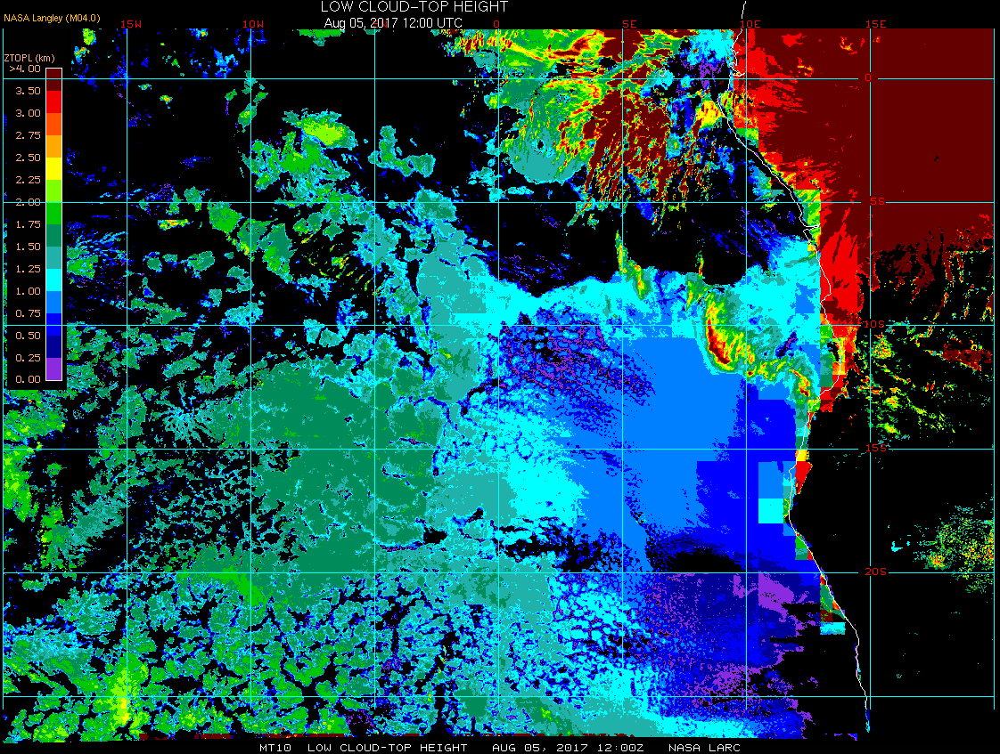 LOW CLOUD-TOP HEIGHT
NASA Langley (M04.0)
Aug 05, 2017 12:00 UTC
15W 10W 0 5E 10E 15E
ZTOPL (km)
>4.00
3.50
3.00
2.75
2.50
2.25
2.00
1.75
1.50
1.25
1.00
0.75
0.50
0.25
0.00
0
5S
10S
15S
20S
MT10 LOW CLOUD-TOP HEIGHT AUG 05, 2017 12:00Z NASA LARC